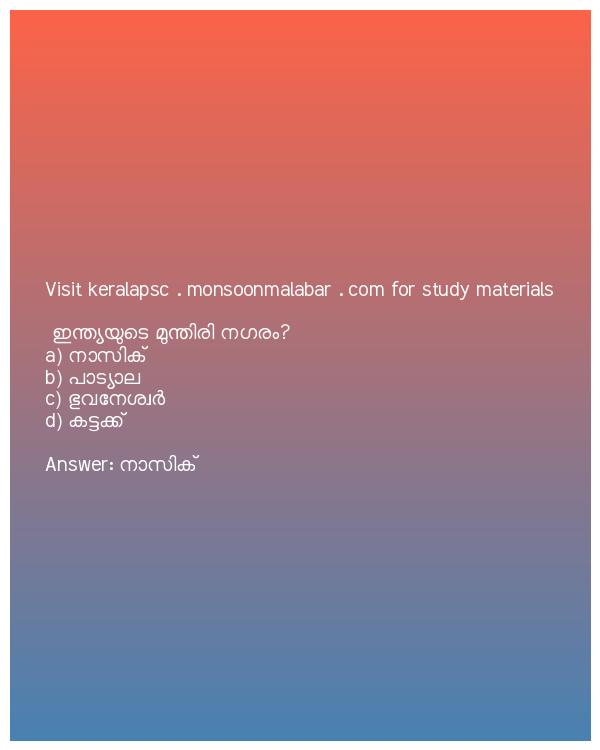 Visit keralapsc . monsoonmalabar . com for study materials
ഇന്ത്യയുടെ മുന്തിരി നഗരം?
a) നാസിക്
b) പാട്യാല
c) ഭുവനേശ്വർ
d) കട്ടക്ക്
Answer: നാസിക്